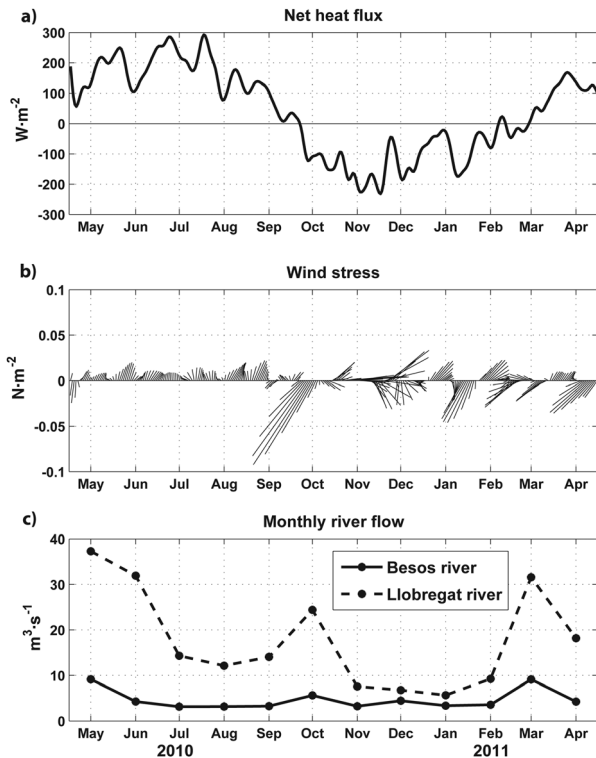 a)
Net heat flux
W·m⁻²
300
200
100
0
-100
-200
-300
May Jun Jul Aug Sep Oct Nov Dec Jan Feb Mar Apr
b)
Wind stress
N·m⁻²
0.1
0.05
0
-0.05
-0.1
May Jun Jul Aug Sep Oct Nov Dec Jan Feb Mar Apr
c)
Monthly river flow
m³·s⁻¹
40
30
20
10
0
Besos river
Llobregat river
May Jun Jul Aug Sep Oct Nov Dec Jan Feb Mar Apr
2010 2011